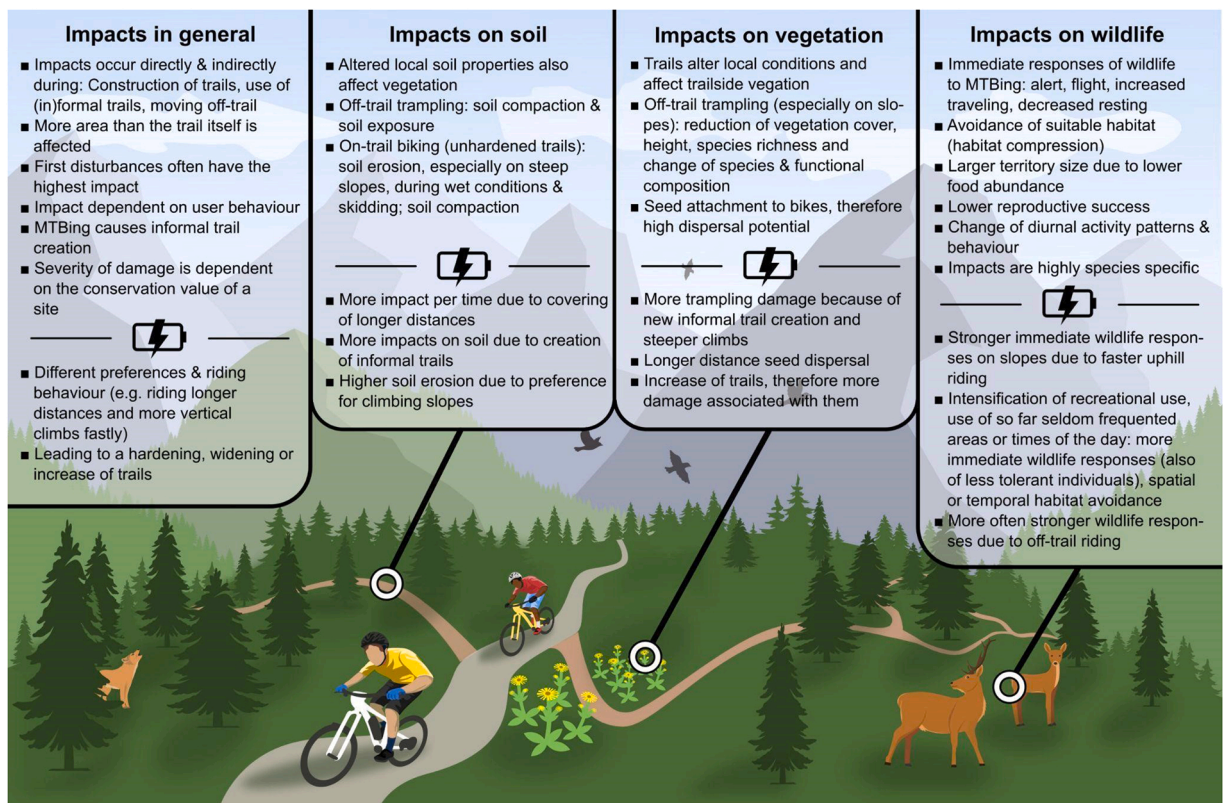 Impacts in general
■ Impacts occur directly & indirectly
during: Construction of trails, use of
(in)formal trails, moving off-trail
■ More area than the trail itself is
affected
■ First disturbances often have the
highest impact
■ Impact dependent on user behaviour
■ MTBing causes informal trail
creation
■ Severity of damage is dependent
on the conservation value of a
site
■ Different preferences & riding
behaviour (e.g. riding longer
distances and more vertical
climbs fastly)
■ Leading to a hardening, widening or
increase of trails
Impacts on soil
■ Altered local soil properties also
affect vegetation
■ Off-trail trampling: soil compaction &
soil exposure
■ On-trail biking (unhardened trails):
soil erosion, especially on steep
slopes, during wet conditions &
skidding; soil compaction
■ More impact per time due to covering
of longer distances
■ More impacts on soil due to creation
of informal trails
■ Higher soil erosion due to preference
for climbing slopes
Impacts on vegetation
■ Trails alter local conditions and
affect trailside vegation
■ Off-trail trampling (especially on slo-
pes): reduction of vegetation cover,
height, species richness and
change of species & functional
composition
■ Seed attachment to bikes, therefore
high dispersal potential
■ More trampling damage because of
new informal trail creation and
steeper climbs
■ Longer distance seed dispersal
■ Increase of trails, therefore more
damage associated with them
Impacts on wildlife
■ Immediate responses of wildlife
to MTBing: alert, flight, increased
traveling, decreased resting
■ Avoidance of suitable habitat
(habitat compression)
■ Larger territory size due to lower
food abundance
■ Lower reproductive success
■ Change of diurnal activity patterns &
behaviour
■ Impacts are highly species specific
■ Stronger immediate wildlife respon-
ses on slopes due to faster uphill
riding
■ Intensification of recreational use,
use of so far seldom frequented
areas or times of the day: more
immediate wildlife responses (also
of less tolerant individuals), spatial
or temporal habitat avoidance
■ More often stronger wildlife respon-
ses due to off-trail riding